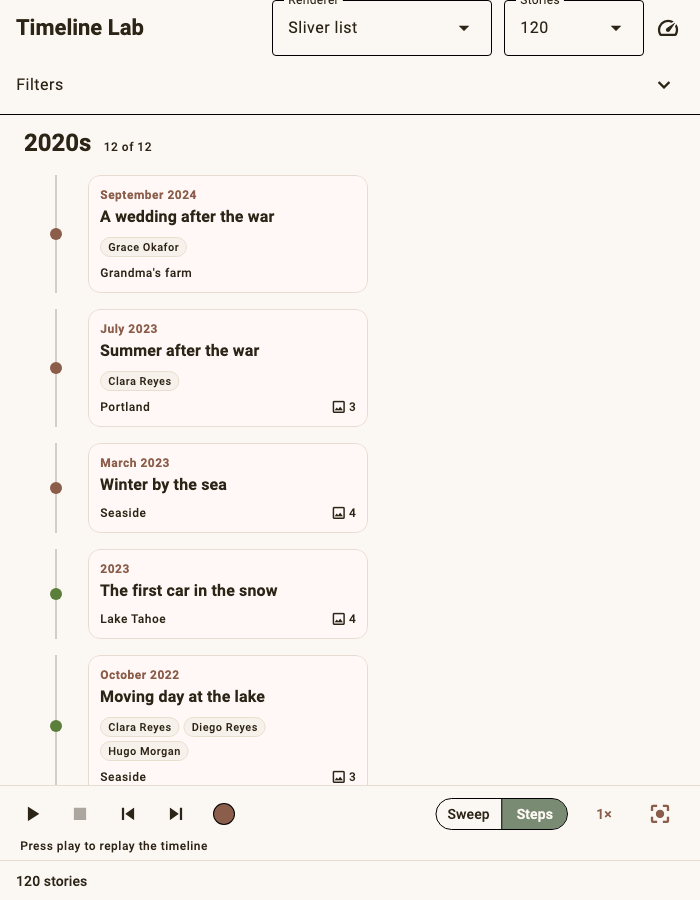 Renderer
Stories
Timeline Lab
Sliver list
120
Filters
2020s 12 of 12
September 2024
A wedding after the war
Grace Okafor
Grandma's farm
July 2023
Summer after the war
Clara Reyes
Portland 3
March 2023
Winter by the sea
Seaside 4
2023
The first car in the snow
Lake Tahoe 4
October 2022
Moving day at the lake
Clara Reyes Diego Reyes
Hugo Morgan
Seaside 3
Sweep Steps 1×
Press play to replay the timeline
120 stories